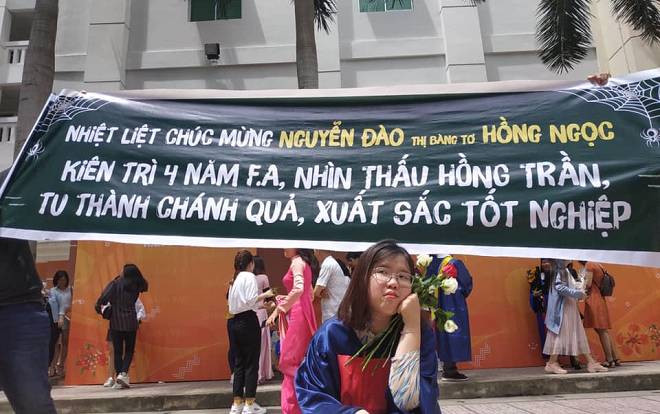 NHIỆT LIỆT CHÚC MỪNG NGUYỄN ĐÀO THỊ BÀNG TƠ HỒNG NGỌC
KIÊN TRÌ 4 NĂM F.A, NHÌN THẤU HỒNG TRẦN,
TU THÀNH CHÁNH QUẢ, XUẤT SẮC TỐT NGHIỆP